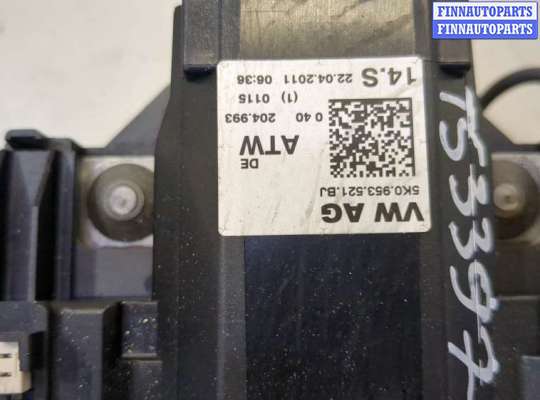 FINNAUTOPARTS
FINNAUTOPARTS
VW AG
5K0.953.521.BJ
DE
ATW
0 40 204.993
(1) 0115
14.S 22.04.2011 06:36
TS3397